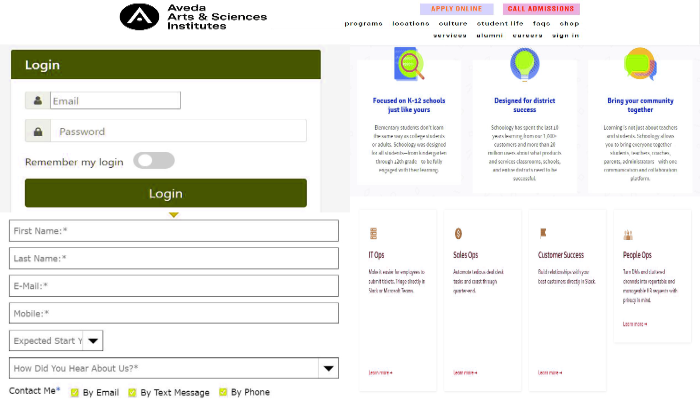 Aveda
Arts & Sciences
Institutes
APPLY ONLINE
CALL ADMISSIONS
programs locations culture student life faqs shop
services alumni careers sign in
Login
Email
Password
Remember my login
Login
First Name:*
Last Name:*
E-Mail:*
Mobile:*
Expected Start Y
How Did You Hear About Us?*
Contact Me* By Email By Text Message By Phone
Focused on K-12 schools
just like yours
Elementary students don't learn
the same way as college students
or adults. Schoology was designed
for all students—from kindergarten
through 12th grade—to be fully
engaged with their learning.
Designed for district
success
Schoology has spent the last 10
years learning from our 1,800+
customers and more than 20
million users about what products
and services classrooms, schools,
and entire districts need to be
successful.
Bring your community
together
Learning is not just about teachers
and students. Schoology allows
you to bring everyone together
students, teachers, coaches,
parents, administrators with one
communication and collaboration
platform.
IT Ops
Make it easier for employees to
submit tickets. Triage directly in
Slack or Microsoft Teams.
Learn more
Sales Ops
Automate tedious deal desk
tasks and coast through
quarter-end.
Learn more
Customer Success
Build relationships with your
best customers directly in Slack.
Learn more
People Ops
Turn DMs and cluttered
channels into reportable and
manageable HR requests with
privacy in mind.
Learn more